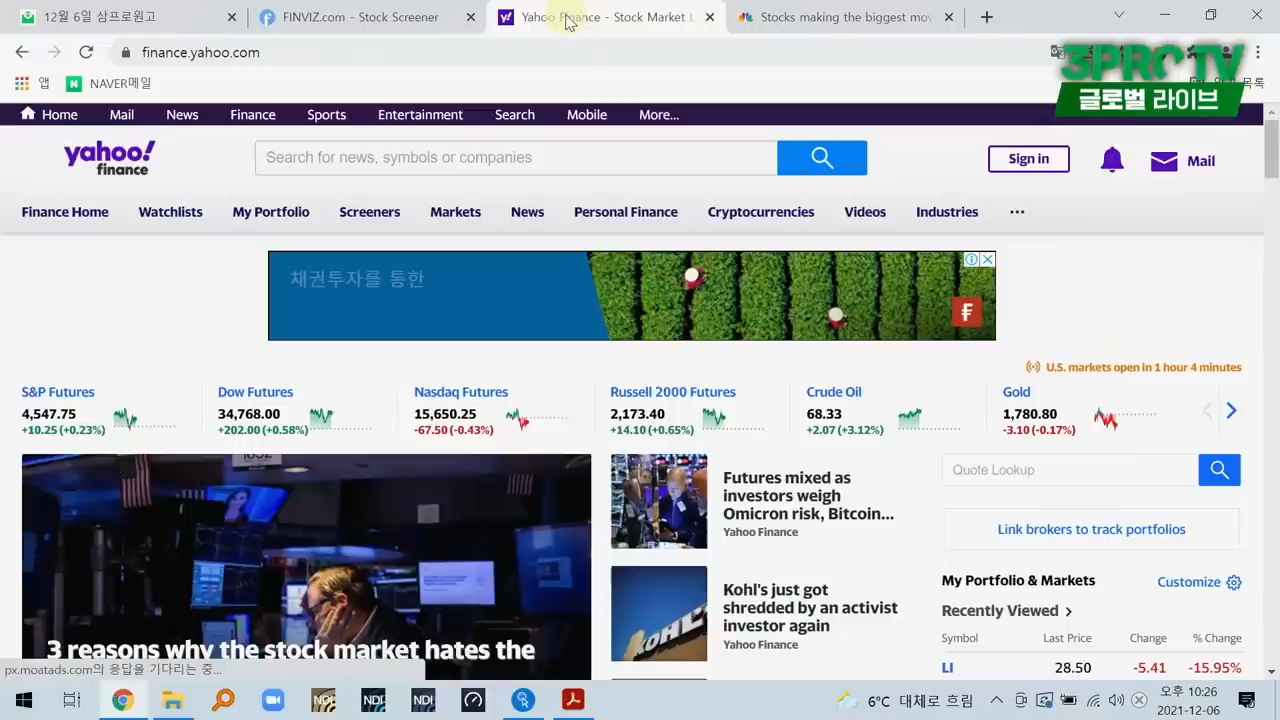 12월 6일 삼프로원고
FINVIZ.com - Stock Screener
Yahoo Finance - Stock Market L
Stocks making the biggest mov
finance.yahoo.com
3PROTV
앱
NAVER메일
목록
글로벌 라이브
Home Mail News Finance Sports Entertainment Search Mobile More...
yahoo!
finance
Search for news, symbols or companies
Sign in
Mail
Finance Home Watchlists My Portfolio Screeners Markets News Personal Finance Cryptocurrencies Videos Industries ...
채권투자를 통한
U.S. markets open in 1 hour 4 minutes
S&P Futures Dow Futures Nasdaq Futures Russell 2000 Futures Crude Oil Gold
4,547.75 34,768.00 15,650.25 2,173.40 68.33 1,780.80
+10.25 (+0.23%) +202.00 (+0.58%) -67.50 (-0.43%) +14.10 (+0.65%) +2.07 (+3.12%) -3.10 (-0.17%)
3 reasons why the stock market hates the
Futures mixed as
investors weigh
Omicron risk, Bitcoin...
Yahoo Finance
Kohl's just got
shredded by an activist
investor again
Yahoo Finance
KOHL'
Quote Lookup
Link brokers to track portfolios
My Portfolio & Markets
Customize
Recently Viewed >
Symbol Last Price Change % Change
LI 28.50 -5.41 -15.95%
px.moatads.com의 응답을 기다리는 중...
NDI
NDI
NDI
6°C 대체로 흐림
오후 10:26
2021-12-06